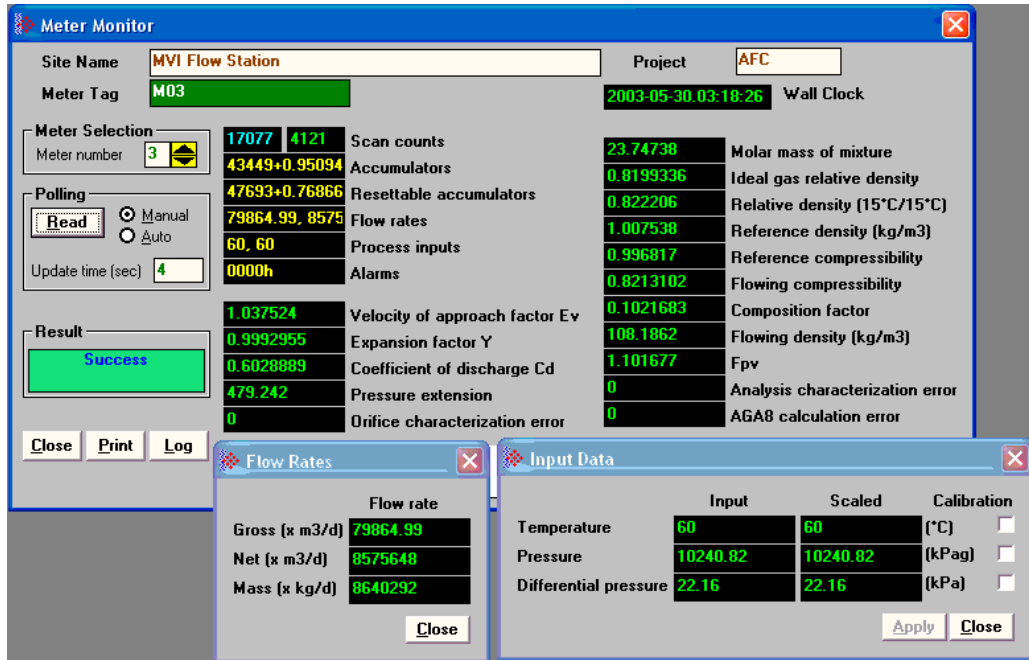 Meter Monitor
Site Name MVI Flow Station Project AFC
Meter Tag M03 2003-05-30.03:18:26 Wall Clock
Meter Selection
Meter number 3
Polling
Read Manual
Auto
Update time (sec) 4
Result
Success
Close Print Log
17077 4121 Scan counts
43449+0.95094 Accumulators
47693+0.76866 Resettable accumulators
79864.99, 8575 Flow rates
60, 60 Process inputs
0000h Alarms
1.037524 Velocity of approach factor Ev
0.9992955 Expansion factor Y
0.6028889 Coefficient of discharge Cd
479.242 Pressure extension
0 Orifice characterization error
23.74738 Molar mass of mixture
0.8199336 Ideal gas relative density
0.822206 Relative density (15°C/15°C)
1.007538 Reference density (kg/m3)
0.996817 Reference compressibility
0.8213102 Flowing compressibility
0.1021683 Composition factor
108.1862 Flowing density (kg/m3)
1.101677 Fpv
0 Analysis characterization error
0 AGA8 calculation error
Flow Rates
Flow rate
Gross (x m3/d) 79864.99
Net (x m3/d) 8575648
Mass (x kg/d) 8640292
Close
Input Data
Input Scaled Calibration
Temperature 60 60 (°C)
Pressure 10240.82 10240.82 (kPag)
Differential pressure 22.16 22.16 (kPa)
Apply Close